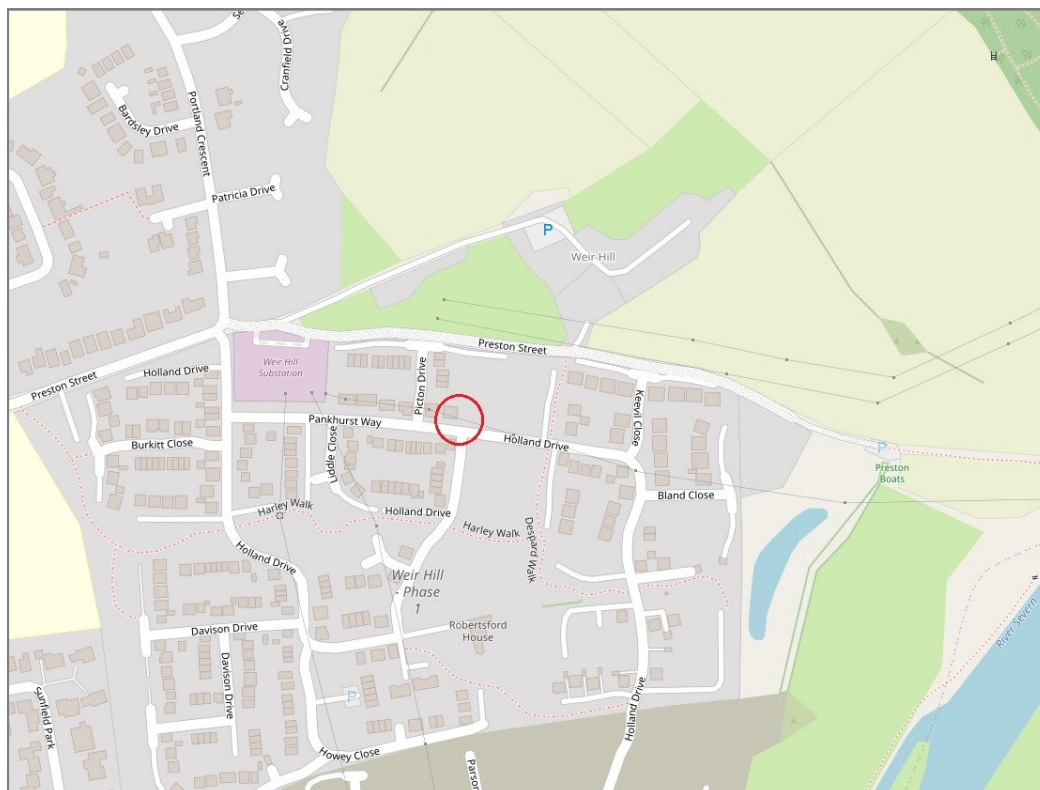 Se
Cranfield Drive
Portland Crescent
Bardsley Drive
Patricia Drive
P
Weir Hill
Preston Street
Weir Hill
Substation
Holland Drive
Picton Drive
Preston Street
Keevil Close
Pankhurst Way
Holland Drive
Burkitt Close
Liddle Close
P
Preston
Boats
Bland Close
Harley Walk
Holland Drive
Harley Walk
Despard Walk
Holland Drive
Weir Hill
- Phase
1
River Severn
Robertsford
House
Davison Drive
Davison Drive
Sunfield Park
P
Holland Drive
Howey Close
Parson